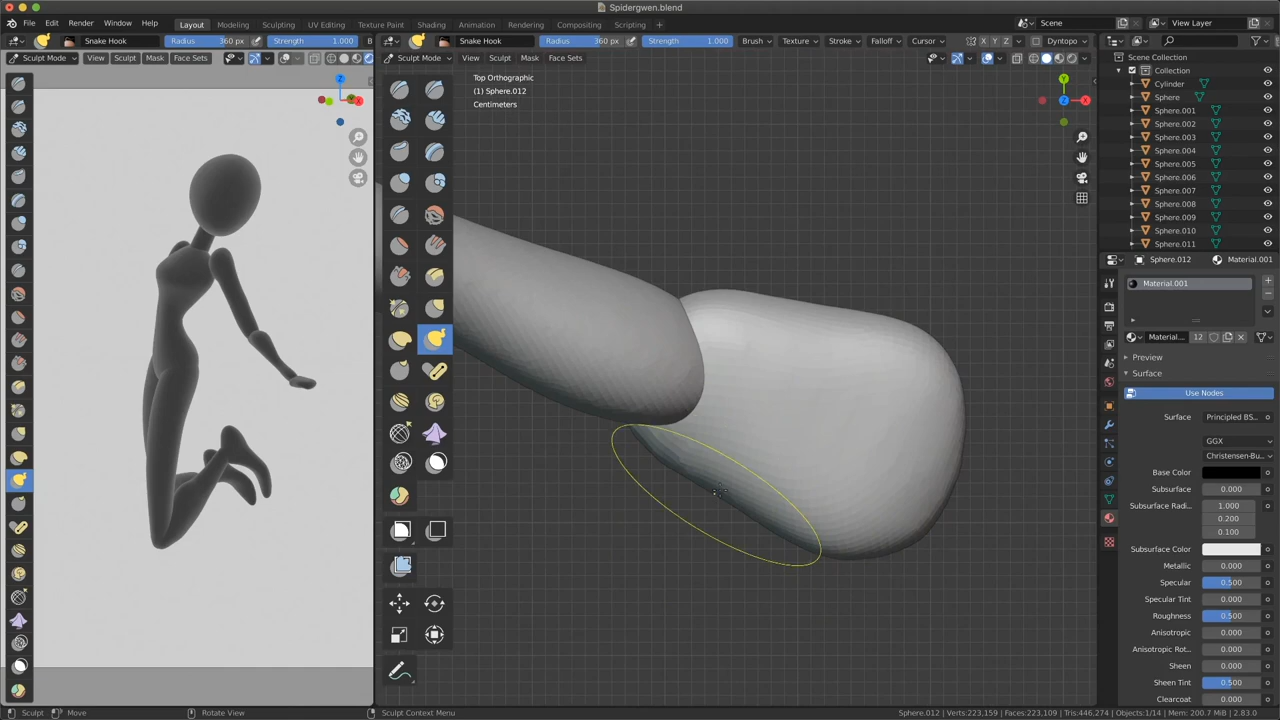 Spidergwen.blend
File Edit Render Window Help Layout Modeling Sculpting UV Editing Texture Paint Shading Animation Rendering Compositing Scripting Scene View Layer
Snake Hook Radius 360 px Strength 1.000 B Snake Hook Radius 360 px Strength 1.000 Brush Texture Stroke Falloff Cursor X Y Z Dyntopo
Sculpt Mode View Sculpt Mask Face Sets Sculpt Mode View Sculpt Mask Face Sets
Scene Collection
Collection
Cylinder
Sphere
Sphere.001
Sphere.002
Sphere.003
Sphere.004
Sphere.005
Sphere.006
Sphere.007
Sphere.008
Sphere.009
Sphere.010
Sphere.011
Top Orthographic
(1) Sphere.012
Centimeters
Z
X
Y
Z
X
Sphere.012 Material.001
Material.001
Material... 12
Preview
Surface
Use Nodes
Surface Principled BS...
GGX
Christensen-Bu...
Base Color
Subsurface 0.000
Subsurface Radi... 1.000
0.200
0.100
Subsurface Color
Metallic 0.000
Specular 0.500
Specular Tint 0.000
Roughness 0.500
Anisotropic 0.000
Anisotropic Rot... 0.000
Sheen 0.000
Sheen Tint 0.500
Clearcoat 0.000
Sculpt Move Rotate View Sculpt Context Menu Sphere.012 | Verts:223,159 | Faces:223,109 | Tris:446,274 | Objects:1/14 | Mem: 200.7 MiB | 2.83.0